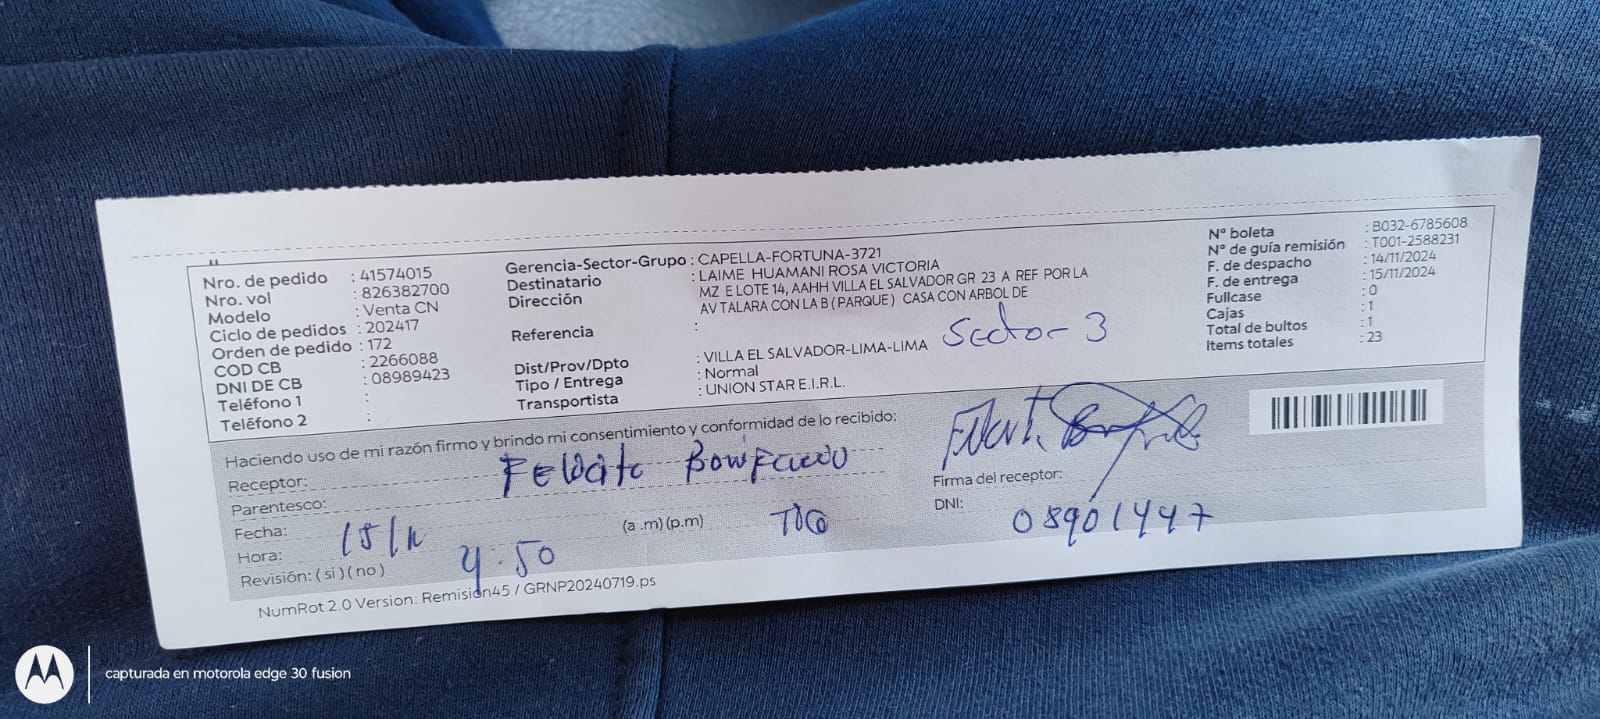 Nro. de pedido : 41574015
Nro. vol : 826382700
Modelo : Venta CN
Ciclo de pedidos : 202417
Orden de pedido : 172
COD CB : 2266088
DNI DE CB : 08989423
Teléfono 1 :
Teléfono 2 :
Gerencia-Sector-Grupo : CAPELLA-FORTUNA-3721
Destinatario : LAIME HUAMANI ROSA VICTORIA
Dirección : MZ E LOTE 14, AAHH VILLA EL SALVADOR GR 23 A REF POR LA
AV TALARA CON LA B ( PARQUE ) CASA CON ARBOL DE
Referencia :
Sector 3
Dist/Prov/Dpto : VILLA EL SALVADOR-LIMA-LIMA
Tipo / Entrega : Normal
Transportista : UNION STAR E.I.R.L.
N° boleta : B032-6785608
N° de guía remisión : T001-2588231
F. de despacho : 14/11/2024
F. de entrega : 15/11/2024
Fullcase : 0
Cajas : 1
Total de bultos : 1
Items totales : 23
Haciendo uso de mi razón firmo y brindo mi consentimiento y conformidad de lo recibido:
Receptor:
Parentesco:
Fecha: 15/11
Hora: 4:50 (a .m) (p.m)
Revisión: ( si ) ( no )
Firma del receptor:
DNI: 08901447
NumRot 2.0 Version: Remision45 / GRNP20240719.ps
capturada en motorola edge 30 fusion